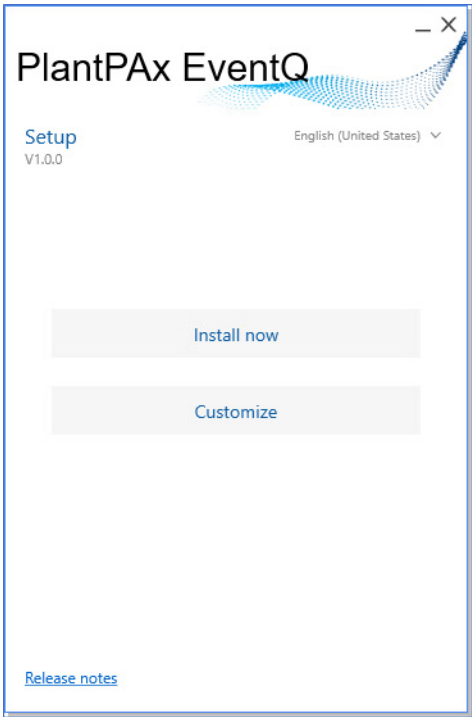 PlantPAx EventQ
Setup
English (United States)
V1.0.0
Install now
Customize
Release notes